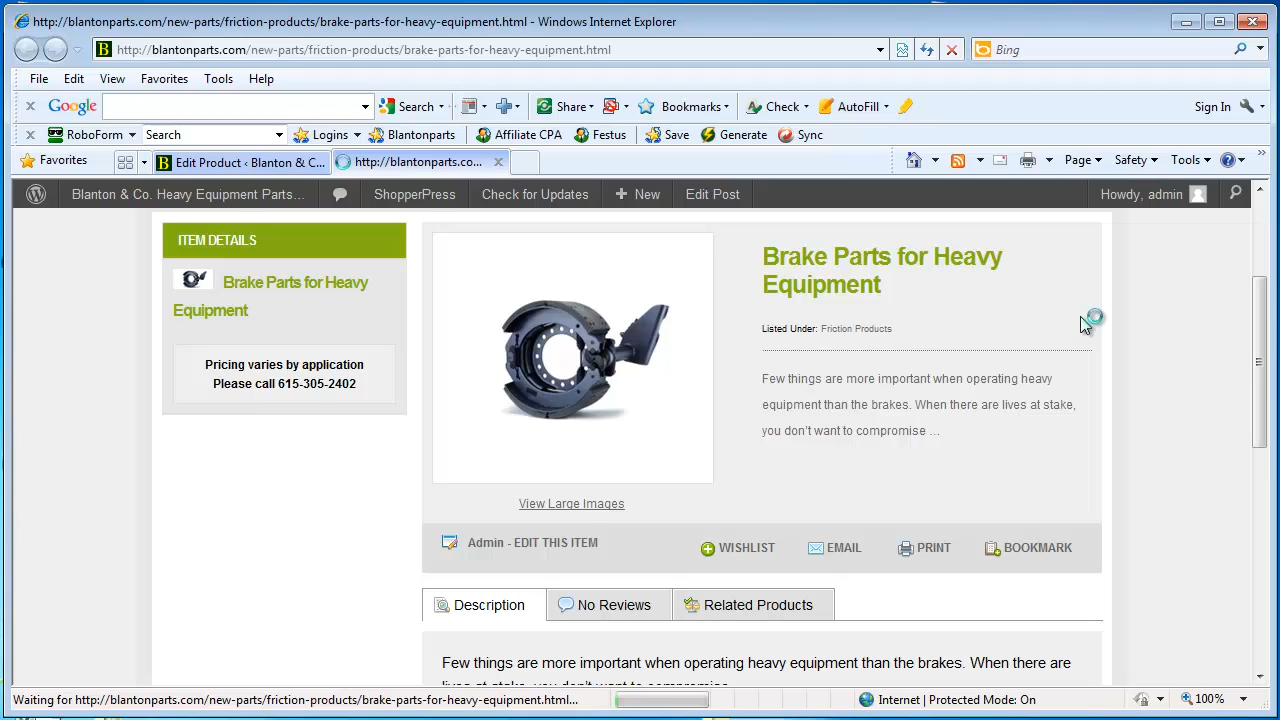 http://blantonparts.com/new-parts/friction-products/brake-parts-for-heavy-equipment.html - Windows Internet Explorer
B http://blantonparts.com/new-parts/friction-products/brake-parts-for-heavy-equipment.html Bing
File Edit View Favorites Tools Help
Google Search Share Bookmarks Check AutoFill Sign In
RoboForm Search Logins Blantonparts Affiliate CPA Festus Save Generate Sync
Favorites B Edit Product ‹ Blanton & C... http://blantonparts.co... Page Safety Tools
Blanton & Co. Heavy Equipment Parts... ShopperPress Check for Updates New Edit Post Howdy, admin
ITEM DETAILS
Brake Parts for Heavy
Equipment
Pricing varies by application
Please call 615-305-2402
View Large Images
Brake Parts for Heavy
Equipment
Listed Under: Friction Products
Few things are more important when operating heavy
equipment than the brakes. When there are lives at stake,
you don't want to compromise ...
Admin - EDIT THIS ITEM WISHLIST EMAIL PRINT BOOKMARK
Description No Reviews Related Products
Few things are more important when operating heavy equipment than the brakes. When there are
lives at stake, you don't want to compromise
Waiting for http://blantonparts.com/new-parts/friction-products/brake-parts-for-heavy-equipment.html... Internet | Protected Mode: On 100%